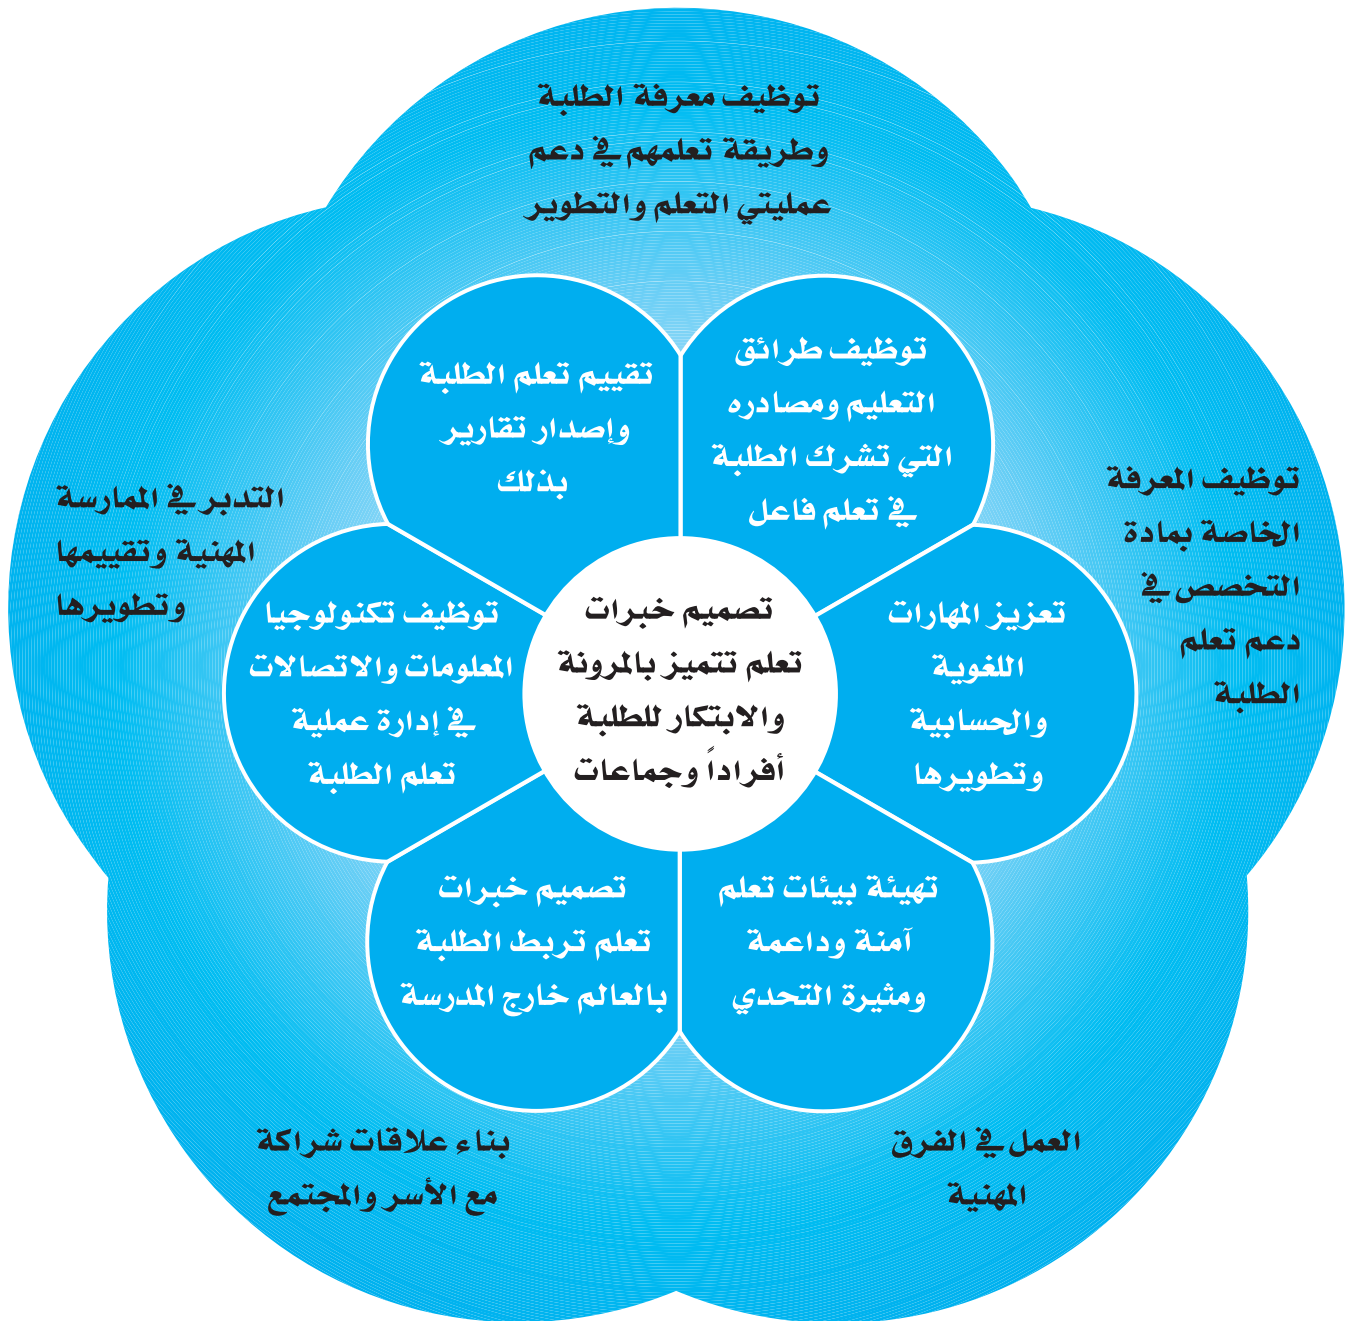 توظيف معرفة الطلبة
وطريقة تعلمهم في دعم
عمليتي التعلم والتطوير
توظيف طرائق
التعليم ومصادره
التي تشرك الطلبة
في تعلم فاعل
تقييم تعلم الطلبة
وإصدار تقارير
بذلك
توظيف المعرفة
الخاصة بمادة
التخصص في
دعم تعلم
الطلبة
التدبر في الممارسة
المهنية وتقييمها
وتطويرها
تعزيز المهارات
اللغوية
والحسابية
وتطويرها
تصميم خبرات
تعلم تتميز بالمرونة
والابتكار للطلبة
أفراداً وجماعات
توظيف تكنولوجيا
المعلومات والاتصالات
في إدارة عملية
تعلم الطلبة
تهيئة بيئات تعلم
آمنة وداعمة
ومثيرة التحدي
تصميم خبرات
تعلم تربط الطلبة
بالعالم خارج المدرسة
العمل في الفرق
المهنية
بناء علاقات شراكة
مع الأسر والمجتمع